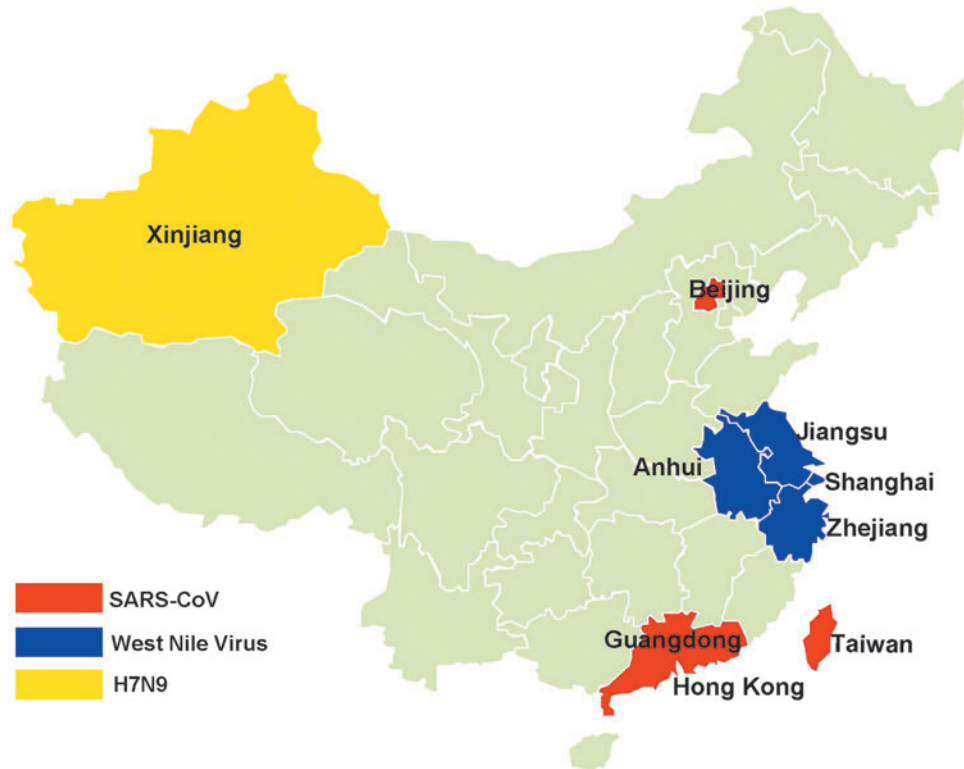 Xinjiang
Beijing
Jiangsu
Anhui
Shanghai
Zhejiang
SARS-CoV
West Nile Virus
H7N9
Guangdong
Taiwan
Hong Kong